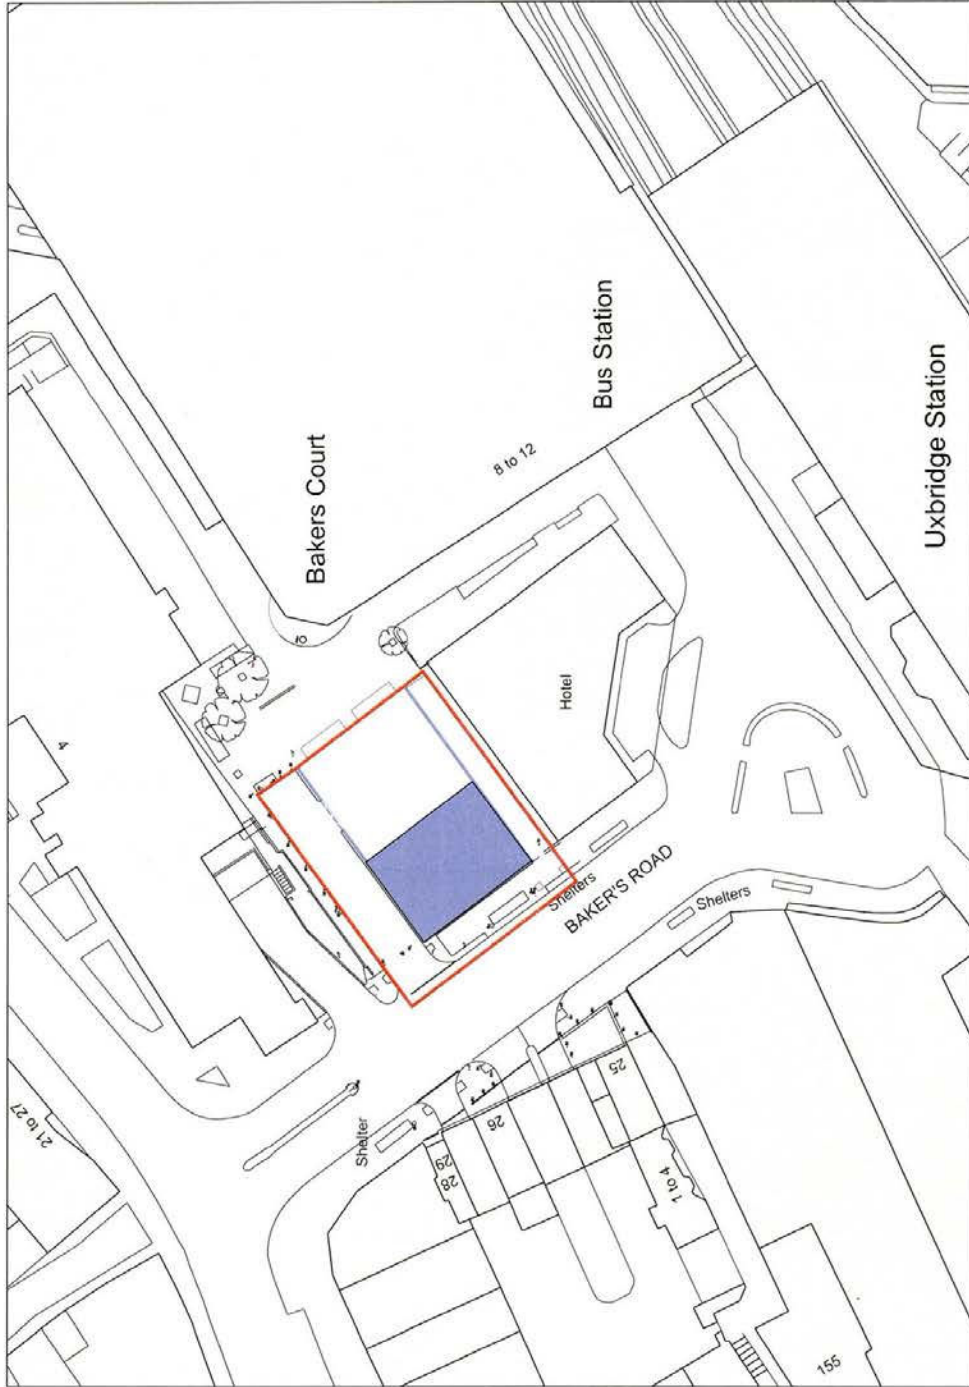 Bus Station
Bakers Court
8 to 12
Uxbridge Station
4
Hotel
Shelters
BAKER'S ROAD
Shelters
21 to 27
Shelter
25
26
29
28
1 to 4
155